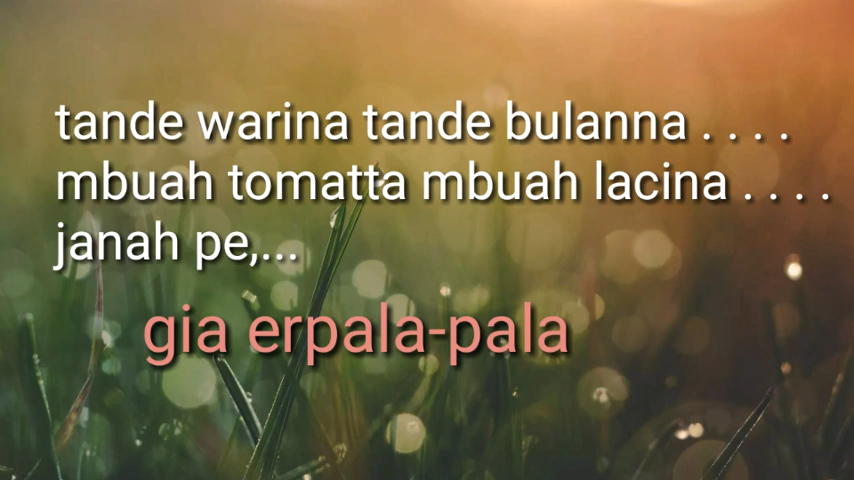 tande warina tande bulanna . . . .
mbuah tomatta mbuah lacina . . . .
janah pe,...
gia erpala-pala